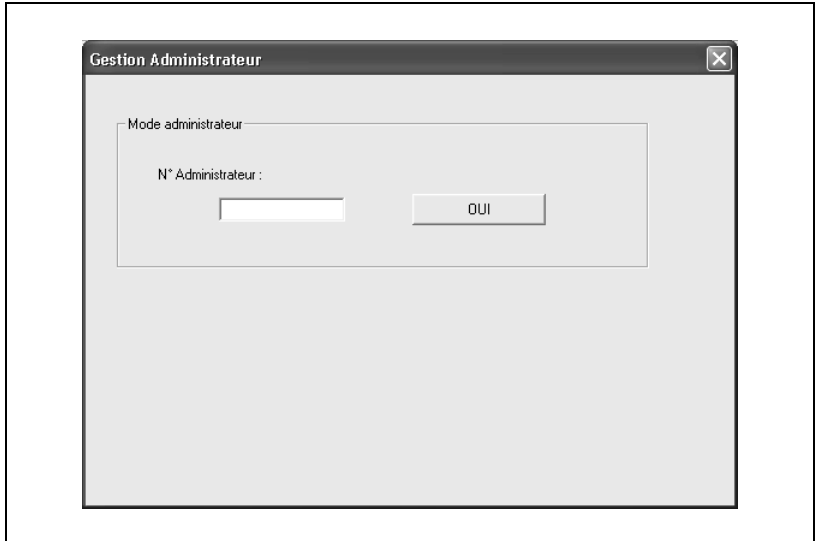 Gestion Administrateur
Mode administrateur
N° Administrateur :
OUI